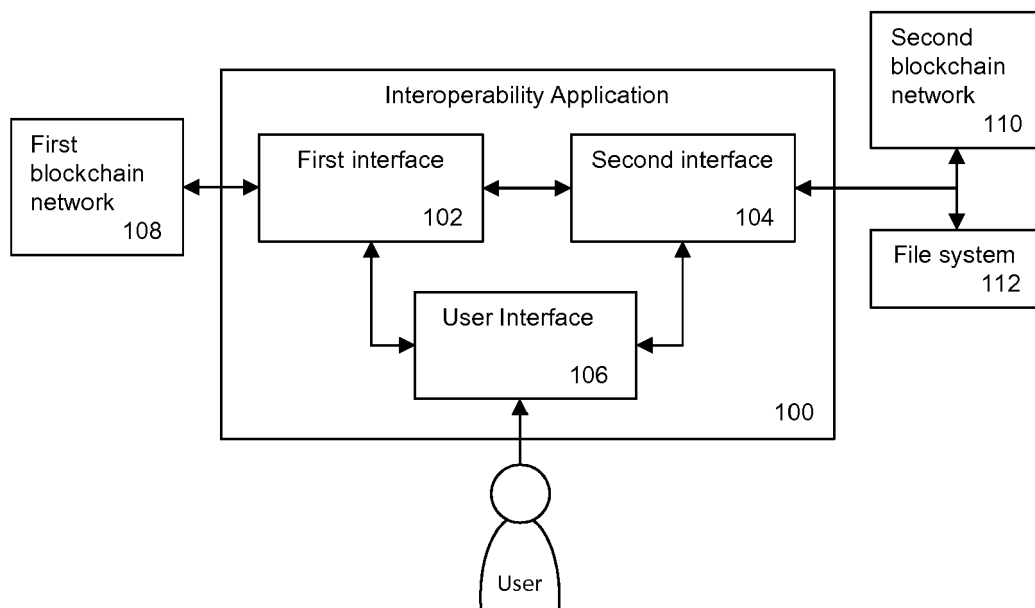 Second
blockchain
network
110
Interoperability Application
First
blockchain
network
108
First interface
102
Second interface
104
File system
112
User Interface
106
100
User